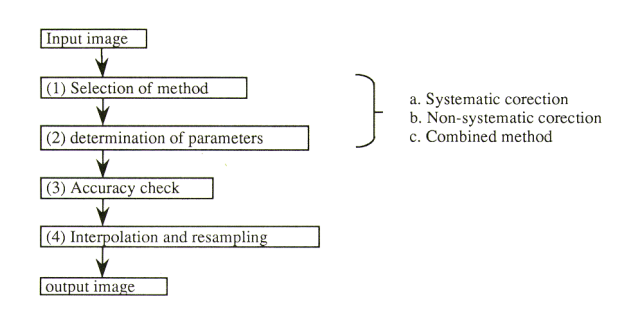 Input image
(1) Selection of method
(2) determination of parameters
(3) Accuracy check
(4) Interpolation and resampling
output image
a. Systematic corection
b. Non-systematic corection
c. Combined method